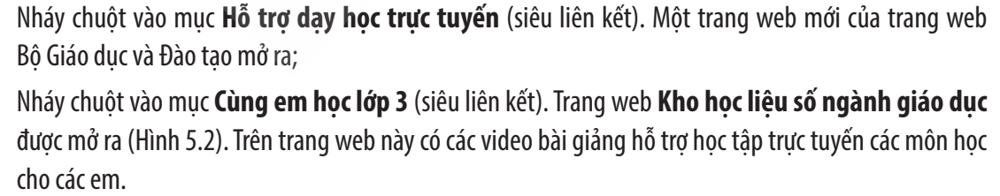 Nháy chuột vào mục Hỗ trợ dạy học trực tuyến (siêu liên kết). Một trang web mới của trang web
Bộ Giáo dục và Đào tạo mở ra;
Nháy chuột vào mục Cùng em học lớp 3 (siêu liên kết). Trang web Kho học liệu số ngành giáo dục
được mở ra (Hình 5.2). Trên trang web này có các video bài giảng hỗ trợ học tập trực tuyến các môn học
cho các em.